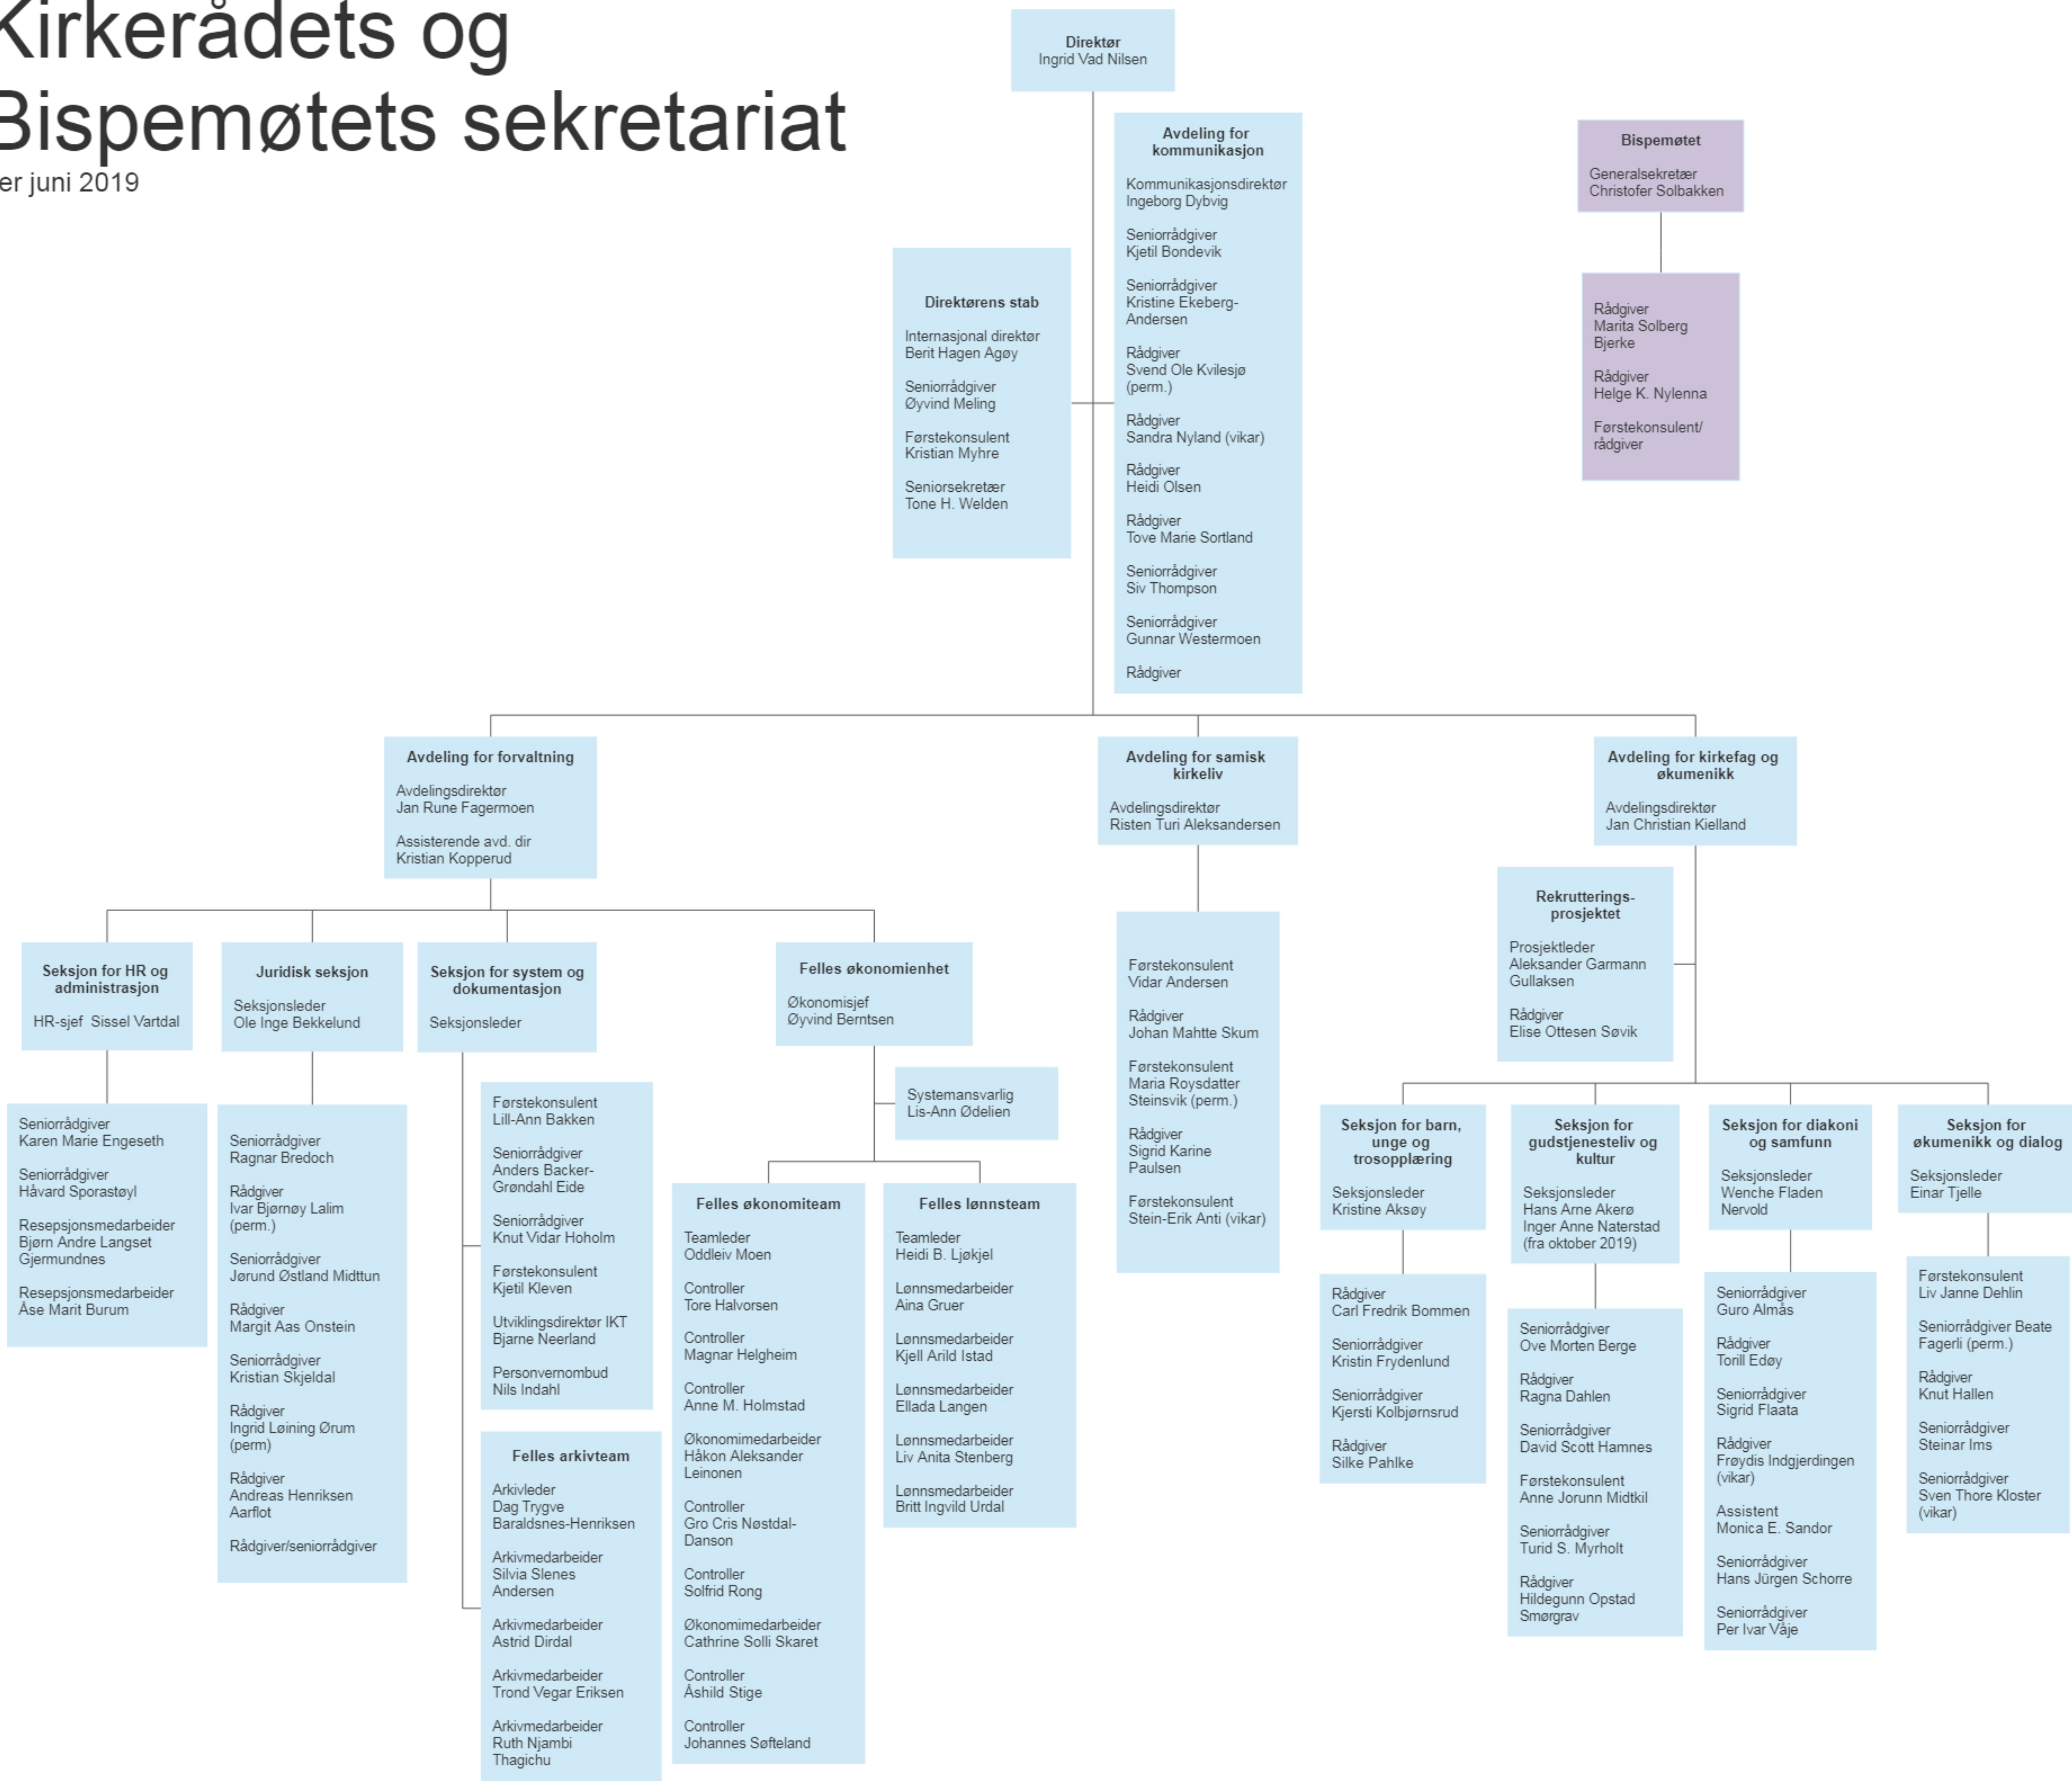 Kirkerådets og
Bispemøtets sekretariat
er juni 2019
Direktør
Ingrid Vad Nilsen
Avdeling for
kommunikasjon
Kommunikasjonsdirektør
Ingeborg Dybvig
Seniorrådgiver
Kjetil Bondevik
Seniorrådgiver
Kristine Ekeberg-
Andersen
Rådgiver
Svend Ole Kvilesjø
(perm.)
Rådgiver
Sandra Nyland (vikar)
Rådgiver
Heidi Olsen
Rådgiver
Tove Marie Sortland
Seniorrådgiver
Siv Thompson
Seniorrådgiver
Gunnar Westermoen
Rådgiver
Direktørens stab
Internasjonal direktør
Berit Hagen Agøy
Seniorrådgiver
Øyvind Meling
Førstekonsulent
Kristian Myhre
Seniorsekretær
Tone H. Welden
Bispemøtet
Generalsekretær
Christofer Solbakken
Rådgiver
Marita Solberg
Bjerke
Rådgiver
Helge K. Nylenna
Førstekonsulent/
rådgiver
Avdeling for forvaltning
Avdelingsdirektør
Jan Rune Fagermoen
Assisterende avd. dir
Kristian Kopperud
Avdeling for samisk
kirkeliv
Avdelingsdirektør
Risten Turi Aleksandersen
Avdeling for kirkefag og
økumenikk
Avdelingsdirektør
Jan Christian Kielland
Seksjon for HR og
administrasjon
HR-sjef  Sissel Vartdal
Seniorrådgiver
Karen Marie Engeseth
Seniorrådgiver
Håvard Sporastøyl
Resepsjonsmedarbeider
Bjørn Andre Langset
Gjermundnes
Resepsjonsmedarbeider
Åse Marit Burum
Juridisk seksjon
Seksjonsleder
Ole Inge Bekkelund
Seniorrådgiver
Ragnar Bredoch
Rådgiver
Ivar Bjørnøy Lalim
(perm.)
Seniorrådgiver
Jørund Østland Midttun
Rådgiver
Margit Aas Onstein
Seniorrådgiver
Kristian Skjeldal
Rådgiver
Ingrid Løining Ørum
(perm)
Rådgiver
Andreas Henriksen
Aarflot
Rådgiver/seniorrådgiver
Seksjon for system og
dokumentasjon
Seksjonsleder
Førstekonsulent
Lill-Ann Bakken
Seniorrådgiver
Anders Backer-
Grøndahl Eide
Seniorrådgiver
Knut Vidar Hoholm
Førstekonsulent
Kjetil Kleven
Utviklingsdirektør IKT
Bjarne Neerland
Personvernombud
Nils Indahl
Felles arkivteam
Arkivleder
Dag Trygve
Baraldsnes-Henriksen
Arkivmedarbeider
Silvia Slenes
Andersen
Arkivmedarbeider
Astrid Dirdal
Arkivmedarbeider
Trond Vegar Eriksen
Arkivmedarbeider
Ruth Njambi
Thagichu
Felles økonomienhet
Økonomisjef
Øyvind Berntsen
Systemansvarlig
Lis-Ann Ødelien
Felles økonomiteam
Teamleder
Oddleiv Moen
Controller
Tore Halvorsen
Controller
Magnar Helgheim
Controller
Anne M. Holmstad
Økonomimedarbeider
Håkon Aleksander
Leinonen
Controller
Gro Cris Nøstdal-
Danson
Controller
Solfrid Rong
Økonomimedarbeider
Cathrine Solli Skaret
Controller
Åshild Stige
Controller
Johannes Søfteland
Felles lønnsteam
Teamleder
Heidi B. Ljøkjel
Lønnsmedarbeider
Aina Gruer
Lønnsmedarbeider
Kjell Arild Istad
Lønnsmedarbeider
Ellada Langen
Lønnsmedarbeider
Liv Anita Stenberg
Lønnsmedarbeider
Britt Ingvild Urdal
Førstekonsulent
Vidar Andersen
Rådgiver
Johan Mahtte Skum
Førstekonsulent
Maria Roysdatter
Steinsvik (perm.)
Rådgiver
Sigrid Karine
Paulsen
Førstekonsulent
Stein-Erik Anti (vikar)
Rekrutterings-
prosjektet
Prosjektleder
Aleksander Garmann
Gullaksen
Rådgiver
Elise Ottesen Søvik
Seksjon for barn,
unge og
trosopplæring
Seksjonsleder
Kristine Aksøy
Rådgiver
Carl Fredrik Bommen
Seniorrådgiver
Kristin Frydenlund
Seniorrådgiver
Kjersti Kolbjørnsrud
Rådgiver
Silke Pahlke
Seksjon for
gudstjenesteliv og
kultur
Seksjonsleder
Hans Arne Akerø
Inger Anne Naterstad
(fra oktober 2019)
Seniorrådgiver
Ove Morten Berge
Rådgiver
Ragna Dahlen
Seniorrådgiver
David Scott Hamnes
Førstekonsulent
Anne Jorunn Midtkil
Seniorrådgiver
Turid S. Myrholt
Rådgiver
Hildegunn Opstad
Smørgrav
Seksjon for diakoni
og samfunn
Seksjonsleder
Wenche Fladen
Nervold
Seniorrådgiver
Guro Almås
Rådgiver
Torill Edøy
Seniorrådgiver
Sigrid Flaata
Rådgiver
Frøydis Indgjerdingen
(vikar)
Assistent
Monica E. Sandor
Seniorrådgiver
Hans Jürgen Schorre
Seniorrådgiver
Per Ivar Våje
Seksjon for
økumenikk og dialog
Seksjonsleder
Einar Tjelle
Førstekonsulent
Liv Janne Dehlin
Seniorrådgiver Beate
Fagerli (perm.)
Rådgiver
Knut Hallen
Seniorrådgiver
Steinar Ims
Seniorrådgiver
Sven Thore Kloster
(vikar)